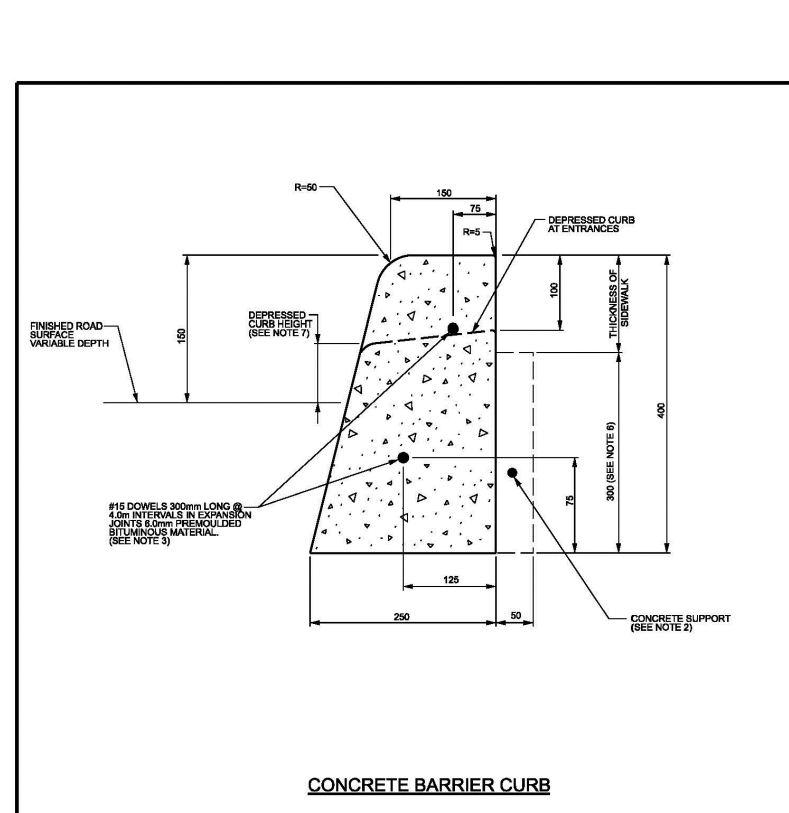 R=50
150
75
R=5
DEPRESSED CURB
AT ENTRANCES
FINISHED ROAD
SURFACE
VARIABLE DEPTH
150
DEPRESSED
CURB HEIGHT
(SEE NOTE 7)
100
THICKNESS OF
SIDEWALK
400
300 (SEE NOTE 6)
75
#15 DOWELS 300mm LONG @
4.0m INTERVALS IN EXPANSION
JOINTS 6.0mm PREMOULDED
BITUMINOUS MATERIAL.
(SEE NOTE 3)
125
250
50
CONCRETE SUPPORT
(SEE NOTE 2)
CONCRETE BARRIER CURB